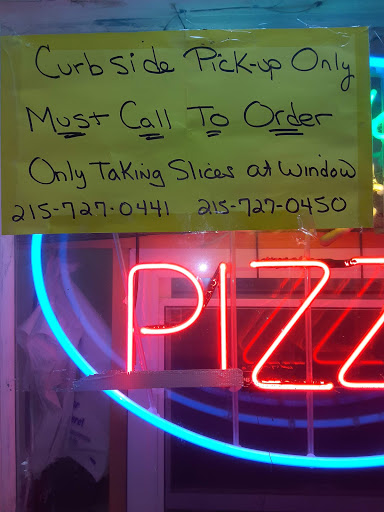 Curbside Pick-up Only
Must Call To Order
Only Taking Slices at Window
215-727-0441 215-727-0450
PIZZ